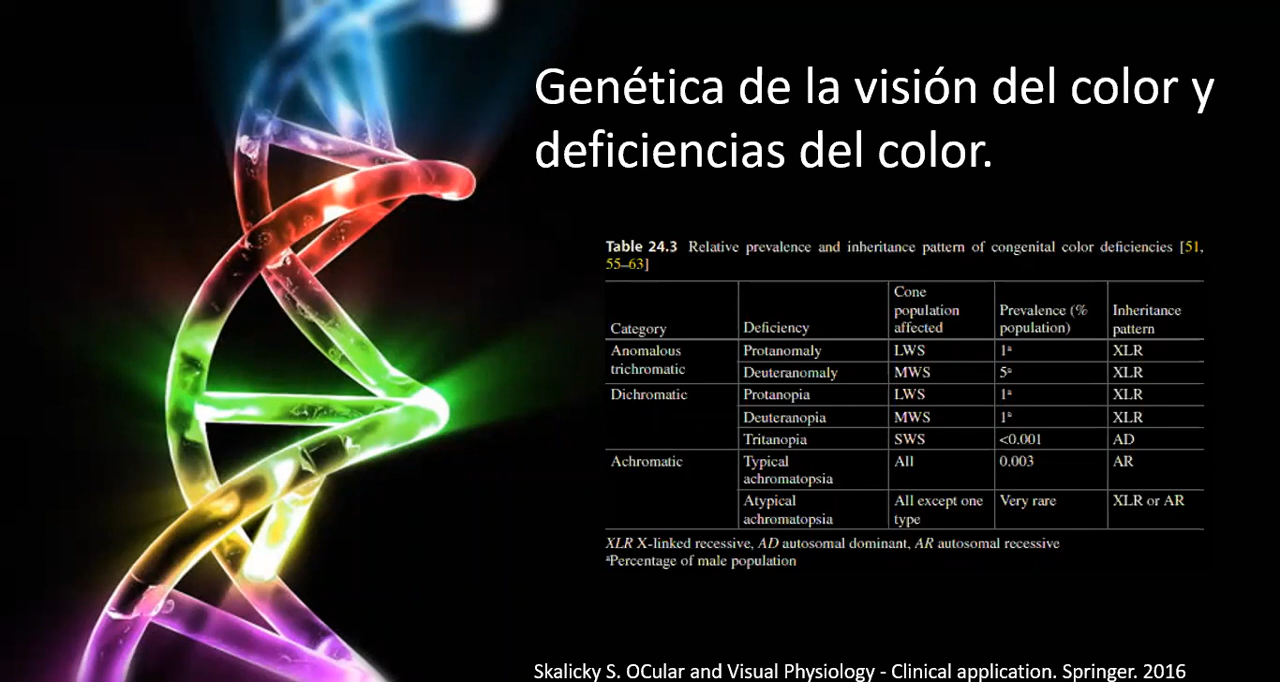 Genética de la visión del color y
deficiencias del color.
Table 24.3 Relative prevalence and inheritance pattern of congenital color deficiencies [51,
55–63]
Category Deficiency Cone population affected Prevalence (% population) Inheritance pattern
Anomalous trichromatic Protanomaly LWS 1ᵃ XLR
Deuteranomaly MWS 5ᵃ XLR
Dichromatic Protanopia LWS 1ᵃ XLR
Deuteranopia MWS 1ᵃ XLR
Tritanopia SWS <0.001 AD
Achromatic Typical achromatopsia All 0.003 AR
Atypical achromatopsia All except one type Very rare XLR or AR
XLR X-linked recessive, AD autosomal dominant, AR autosomal recessive
ᵃPercentage of male population
Skalicky S. OCular and Visual Physiology - Clinical application. Springer. 2016